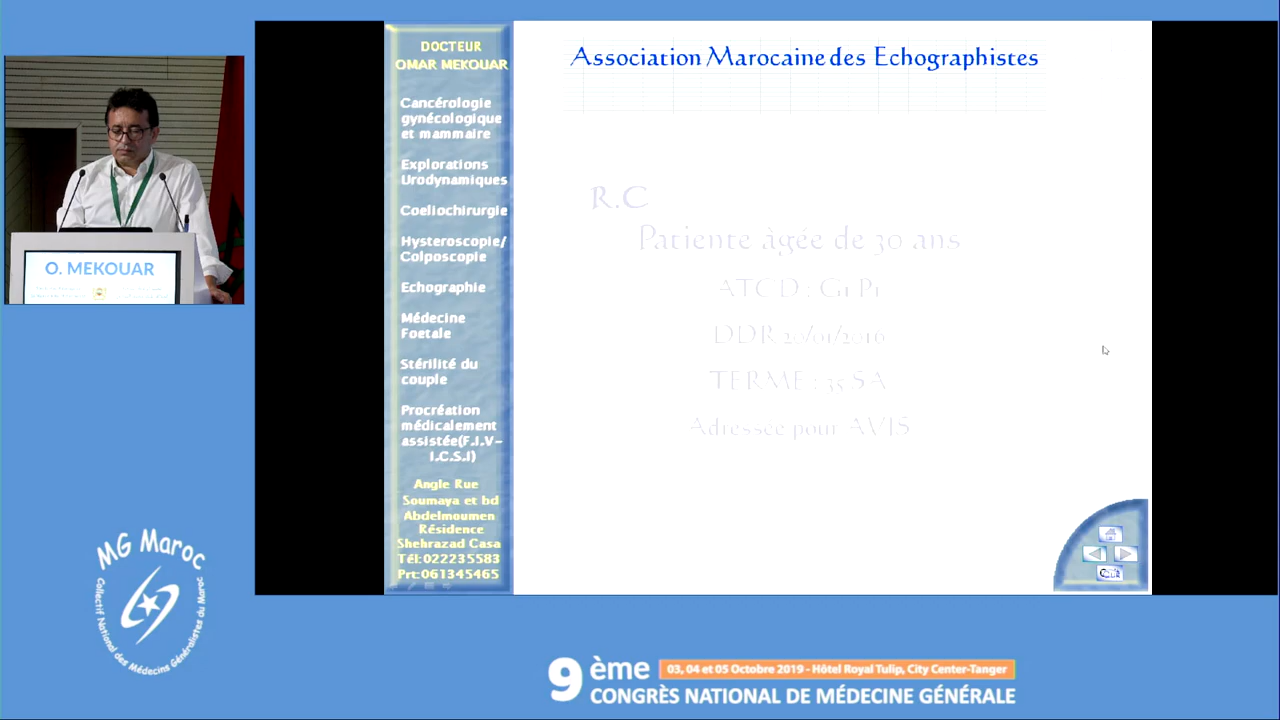 DOCTEUR
OMAR MEKOUAR
Cancérologie
gynécologique
et mammaire
Explorations
Urodynamiques
Coeliochirurgie
Hysteroscopie/
Colposcopie
Echographie
Médecine
Foetale
Stérilité du
couple
Procréation
médicalement
assistée(F.I.V-
I.C.S.I)
Angle Rue
Soumaya et bd
Abdelmoumen
Résidence
Shehrazad Casa
Tél:022235583
Prt:061345465
Association Marocaine des Echographistes
R.C
Patiente àgée de 30 ans
ATCD : G1 P1
DDR 20/01/2016
TERME : 35 SA
Adressée pour AVIS
O. MEKOUAR
MG Maroc
Collectif National des Médecins Généralistes du Maroc
9 ème
03, 04 et 05 Octobre 2019 - Hôtel Royal Tulip, City Center-Tanger
CONGRÈS NATIONAL DE MÉDECINE GÉNÉRALE